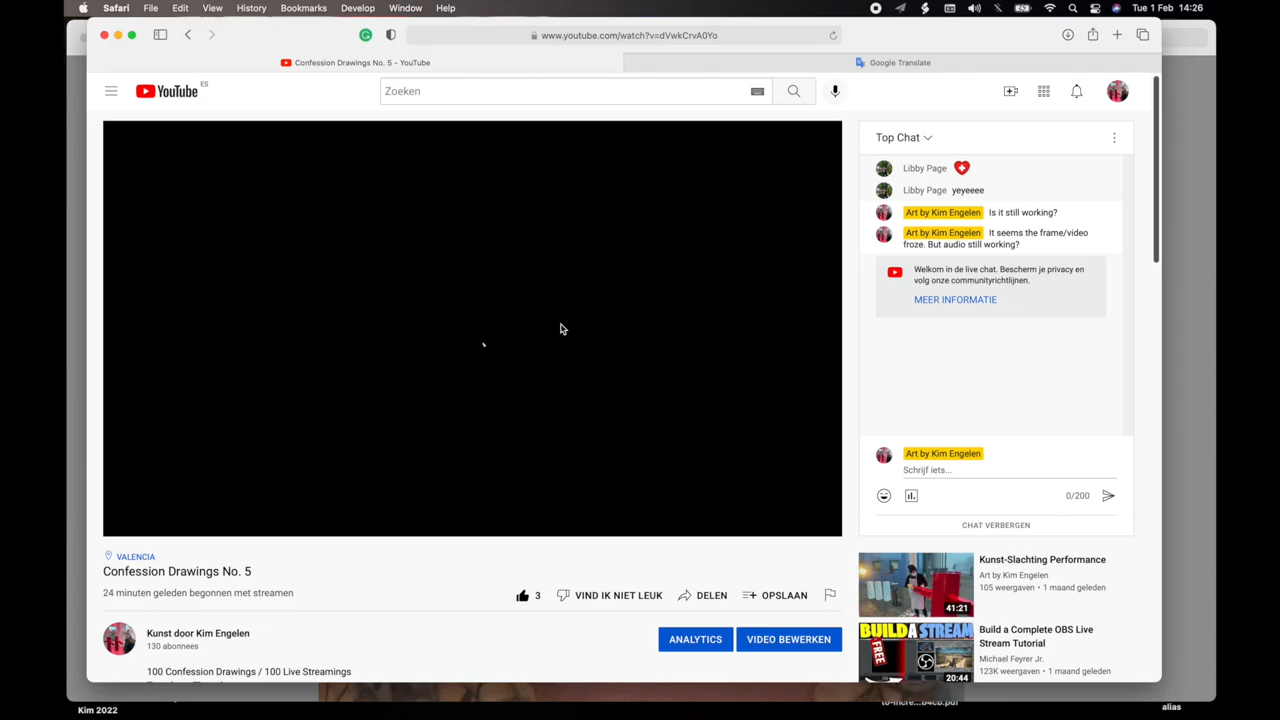 Safari File Edit View History Bookmarks Develop Window Help Tue 1 Feb 14:26
www.youtube.com/watch?v=dVwkCrvA0Yo
Confession Drawings No. 5 - YouTube
Google Translate
YouTube ES
Zoeken
Top Chat
Libby Page
Libby Page yeyeeee
Art by Kim Engelen Is it still working?
Art by Kim Engelen It seems the frame/video
froze. But audio still working?
Welkom in de live chat. Bescherm je privacy en
volg onze communityrichtlijnen.
MEER INFORMATIE
Art by Kim Engelen
Schrijf iets...
0/200
CHAT VERBERGEN
VALENCIA
Confession Drawings No. 5
24 minuten geleden begonnen met streamen
3 VIND IK NIET LEUK DELEN OPSLAAN
Kunst door Kim Engelen
130 abonnees
ANALYTICS VIDEO BEWERKEN
100 Confession Drawings / 100 Live Streamings
Kunst-Slachting Performance
Art by Kim Engelen
105 weergaven • 1 maand geleden
41:21
Build a Complete OBS Live
Stream Tutorial
Michael Feyrer Jr.
123K weergaven • 1 maand geleden
BUILD A STREAM
FREE
20:44
Kim 2022
to-incre...b4cb.pdf
alias